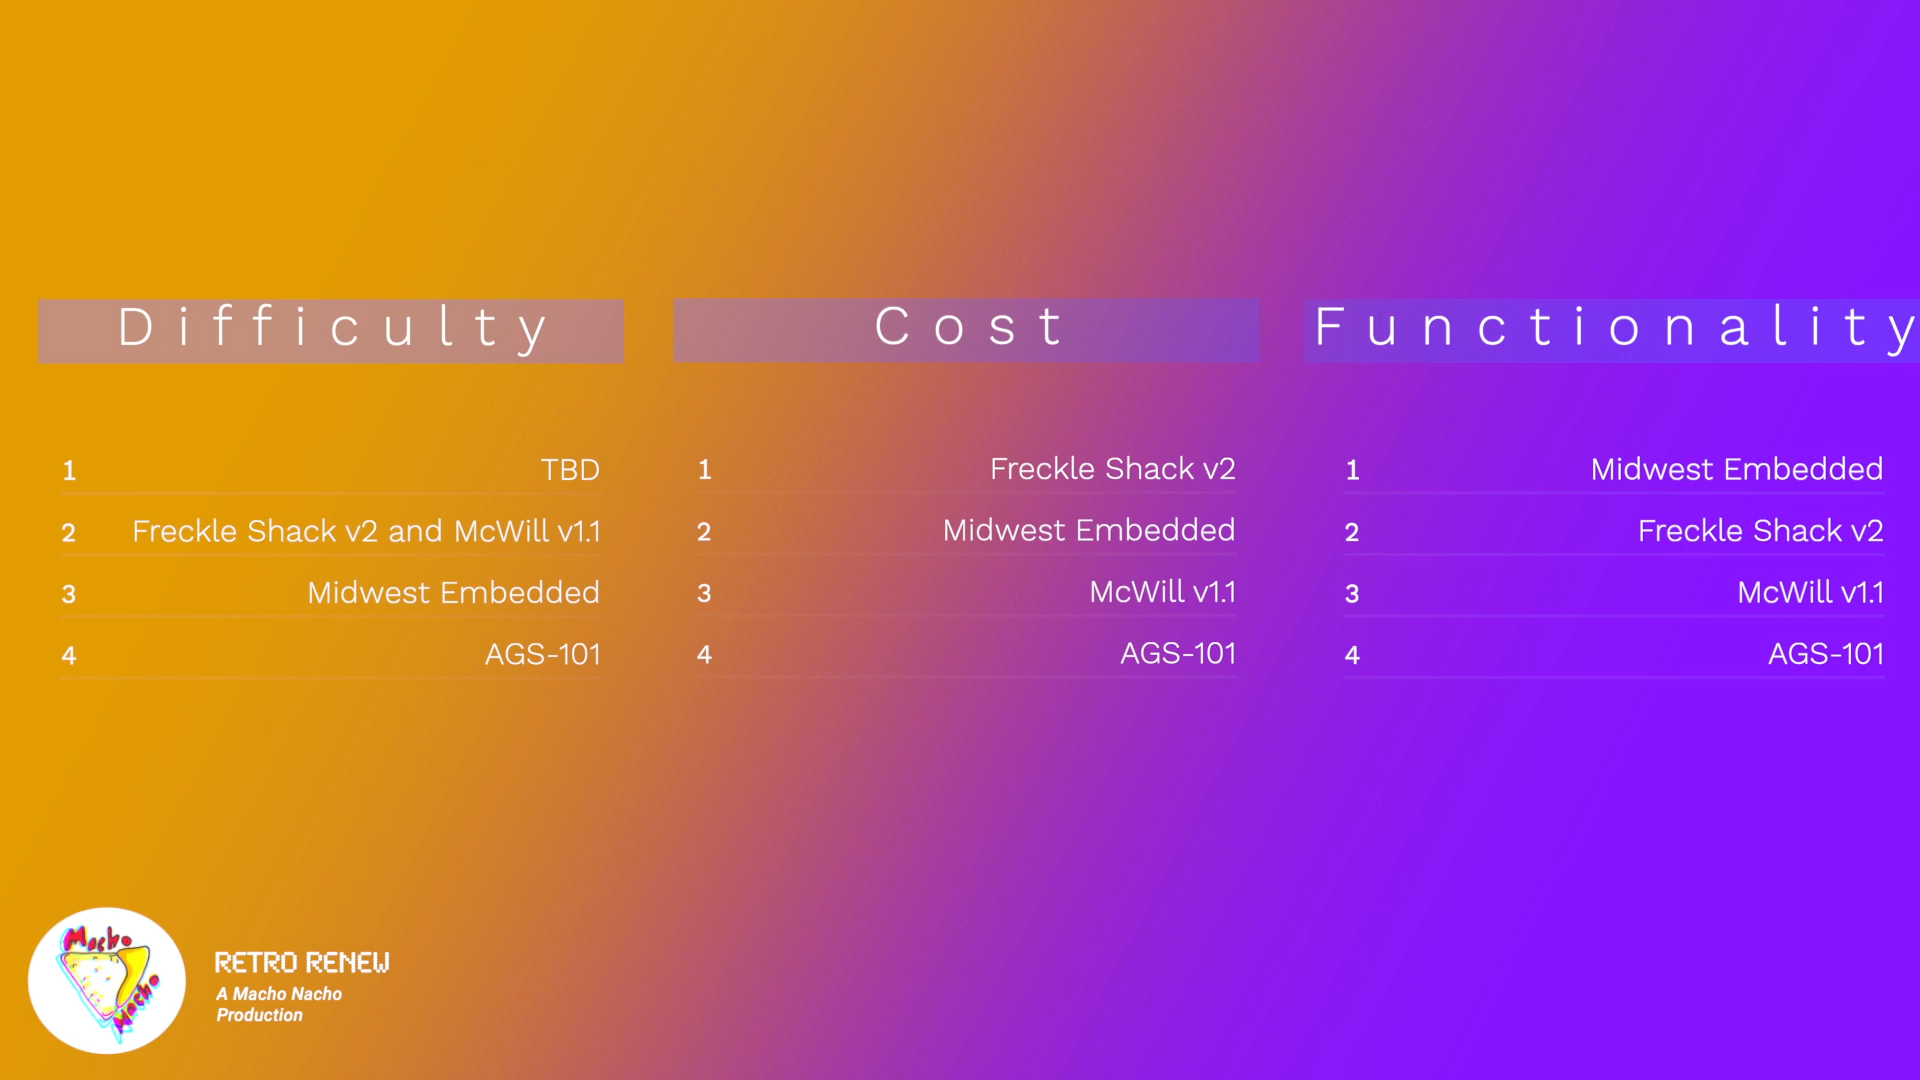 Difficulty
1 TBD
2 Freckle Shack v2 and McWill v1.1
3 Midwest Embedded
4 AGS-101
Cost
1 Freckle Shack v2
2 Midwest Embedded
3 McWill v1.1
4 AGS-101
Functionality
1 Midwest Embedded
2 Freckle Shack v2
3 McWill v1.1
4 AGS-101
Macho
Nacho
RETRO RENEW
A Macho Nacho
Production